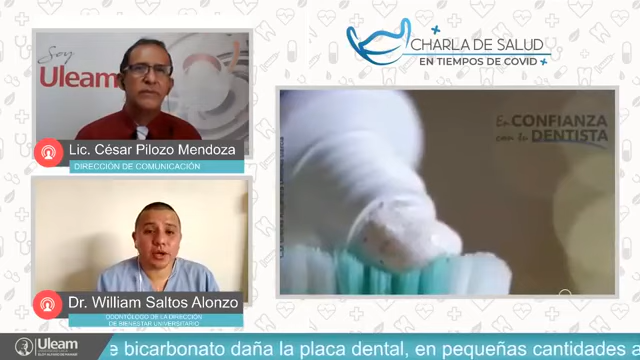 Soy
Uleam
Lic. César Pilozo Mendoza
DIRECCIÓN DE COMUNICACIÓN
Dr. William Saltos Alonzo
ODONTÓLOGO DE LA DIRECCIÓN
DE BIENESTAR UNIVERSITARIO
CHARLA DE SALUD
EN TIEMPOS DE COVID
En CONFIANZA
con tu DENTISTA
Uleam
e bicarbonato daña la placa dental, en pequeñas cantidades a